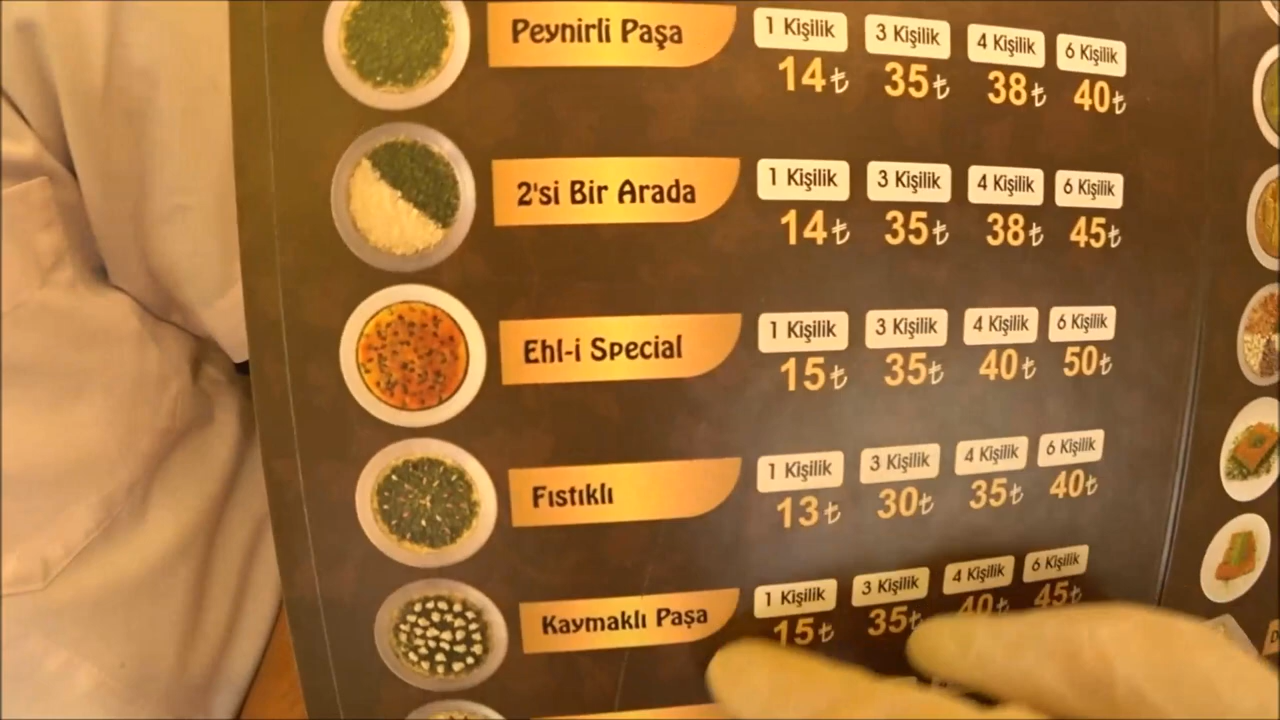 Peynirli Paşa
1 Kişilik 3 Kişilik 4 Kişilik 6 Kişilik
14₺ 35₺ 38₺ 40₺
2'si Bir Arada
1 Kişilik 3 Kişilik 4 Kişilik 6 Kişilik
14₺ 35₺ 38₺ 45₺
Ehl-i Special
1 Kişilik 3 Kişilik 4 Kişilik 6 Kişilik
15₺ 35₺ 40₺ 50₺
Fıstıklı
1 Kişilik 3 Kişilik 4 Kişilik 6 Kişilik
13₺ 30₺ 35₺ 40₺
Kaymaklı Paşa
1 Kişilik 3 Kişilik 4 Kişilik 6 Kişilik
15₺ 35₺ 40₺ 45₺